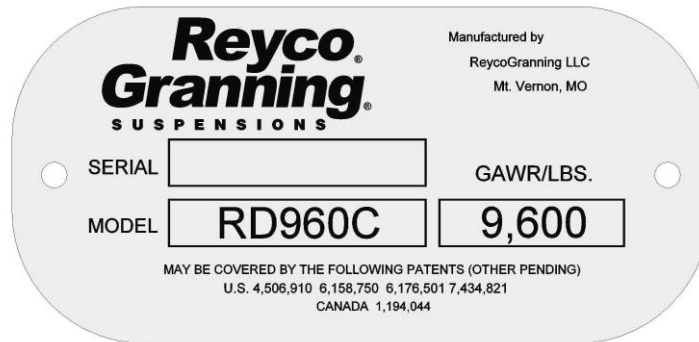 Reyco®
Granning®
SUSPENSIONS
Manufactured by
ReycoGranning LLC
Mt. Vernon, MO
SERIAL
GAWR/LBS.
MODEL RD960C 9,600
MAY BE COVERED BY THE FOLLOWING PATENTS (OTHER PENDING)
U.S. 4,506,910 6,158,750 6,176,501 7,434,821
CANADA 1,194,044